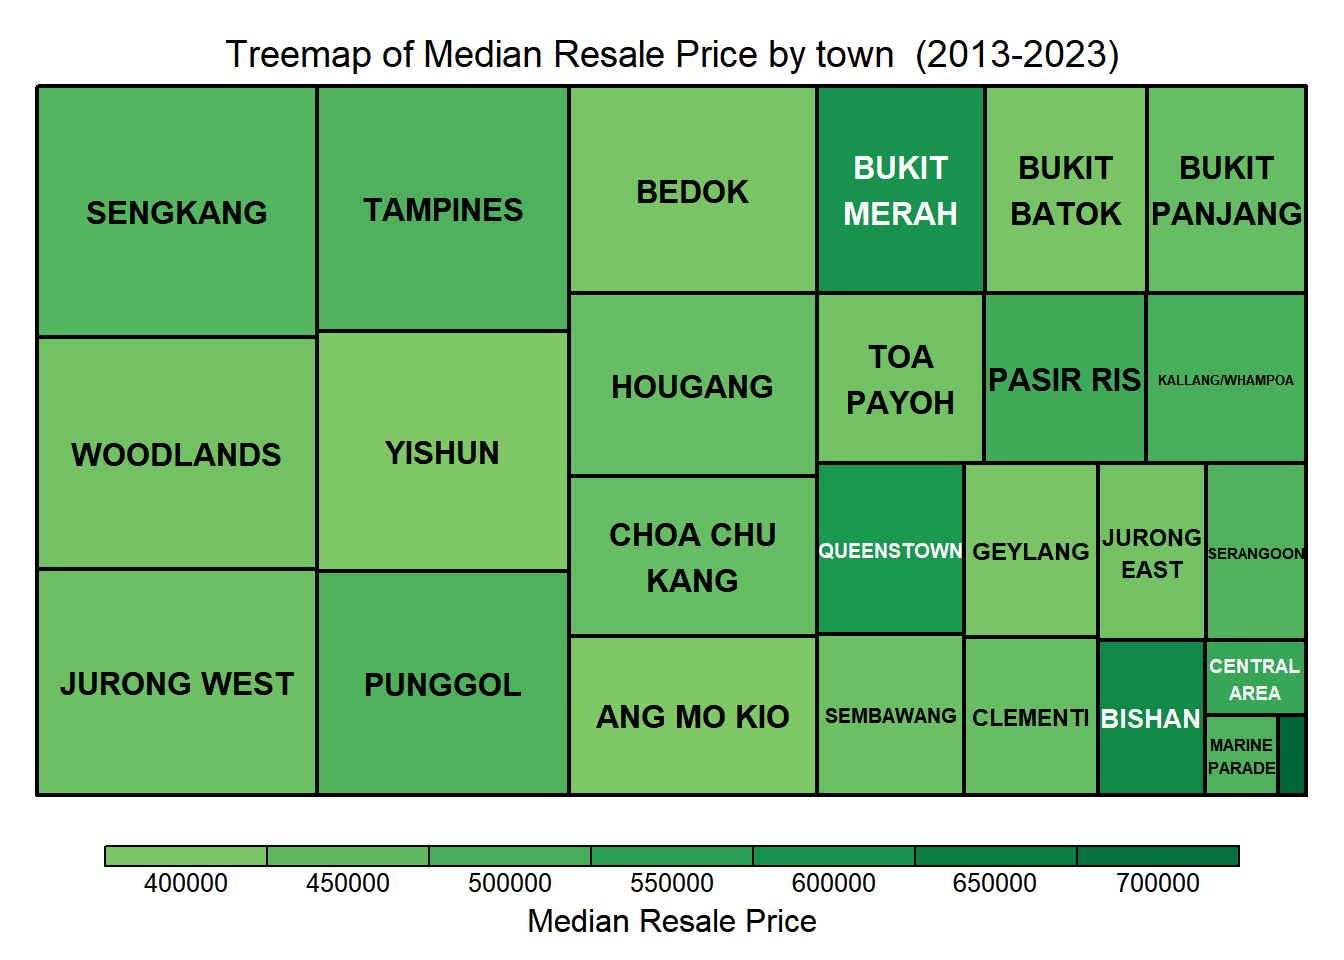 Treemap of Median Resale Price by town  (2013-2023)
SENGKANG
TAMPINES
BEDOK
BUKIT
MERAH
BUKIT
BATOK
BUKIT
PANJANG
WOODLANDS
YISHUN
HOUGANG
TOA
PAYOH
PASIR RIS
KALLANG/WHAMPOA
CHOA CHU
KANG
QUEENSTOWN
GEYLANG
JURONG
EAST
SERANGOON
JURONG WEST
PUNGGOL
ANG MO KIO
SEMBAWANG
CLEMENTI
BISHAN
CENTRAL
AREA
MARINE
PARADE
400000 450000 500000 550000 600000 650000 700000
Median Resale Price